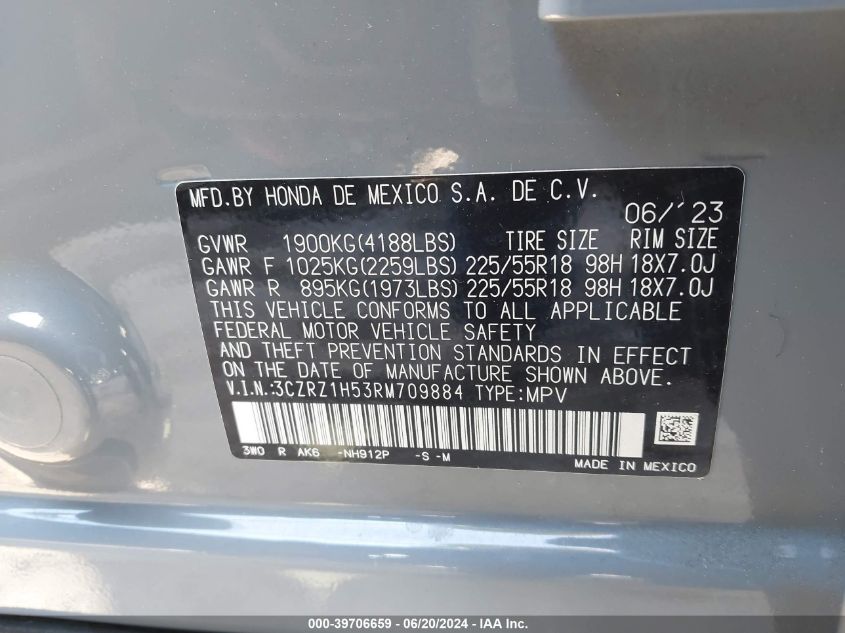 MFD.BY HONDA DE MEXICO S.A. DE C.V.
06/'23
GVWR 1900KG(4188LBS) TIRE SIZE RIM SIZE
GAWR F 1025KG(2259LBS) 225/55R18 98H 18X7.0J
GAWR R 895KG(1973LBS) 225/55R18 98H 18X7.0J
THIS VEHICLE CONFORMS TO ALL APPLICABLE
FEDERAL MOTOR VEHICLE SAFETY
AND THEFT PREVENTION STANDARDS IN EFFECT
ON THE DATE OF MANUFACTURE SHOWN ABOVE.
V.I.N.:3CZRZ1H53RM709884 TYPE:MPV
3W0 R AK6 -NH912P -S -M
MADE IN MEXICO
000-39706659 - 06/20/2024 - IAA Inc.